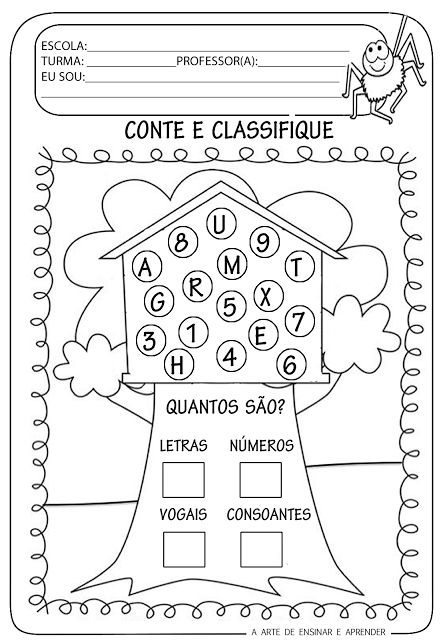 ESCOLA:
TURMA: PROFESSOR(A):
EU SOU:
CONTE E CLASSIFIQUE
U
8 9
A M T
G R 5 X
3 1 E 7
H 4 6
QUANTOS SÃO?
LETRAS NÚMEROS
VOGAIS CONSOANTES
A ARTE DE ENSINAR E APRENDER